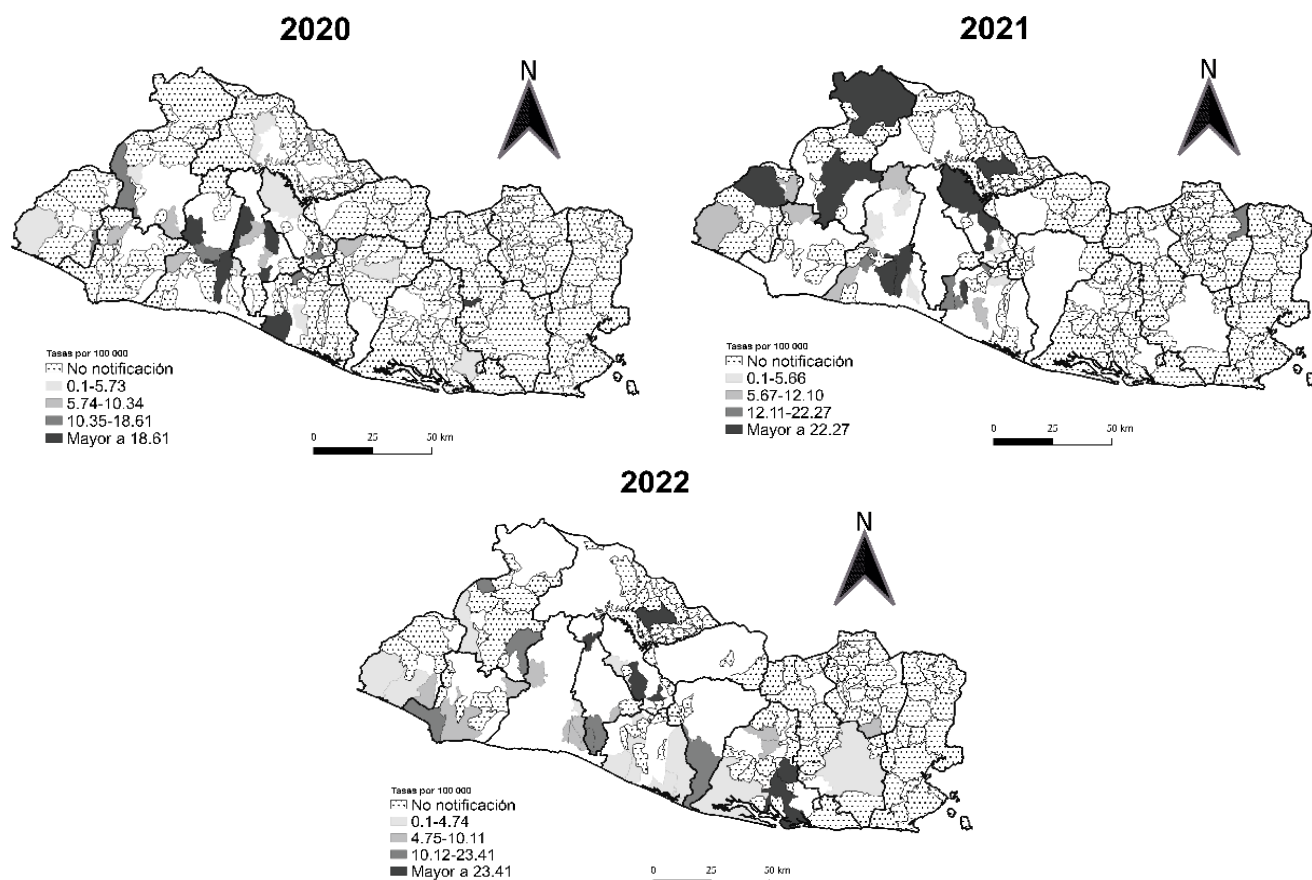 2020
N
Tasas por 100 000
No notificación
0.1-5.73
5.74-10.34
10.35-18.61
Mayor a 18.61
0 25 50 km
2021
N
Tasas por 100 000
No notificación
0.1-5.66
5.67-12.10
12.11-22.27
Mayor a 22.27
0 25 50 km
2022
N
Tasas por 100 000
No notificación
0.1-4.74
4.75-10.11
10.12-23.41
Mayor a 23.41
0 25 50 km